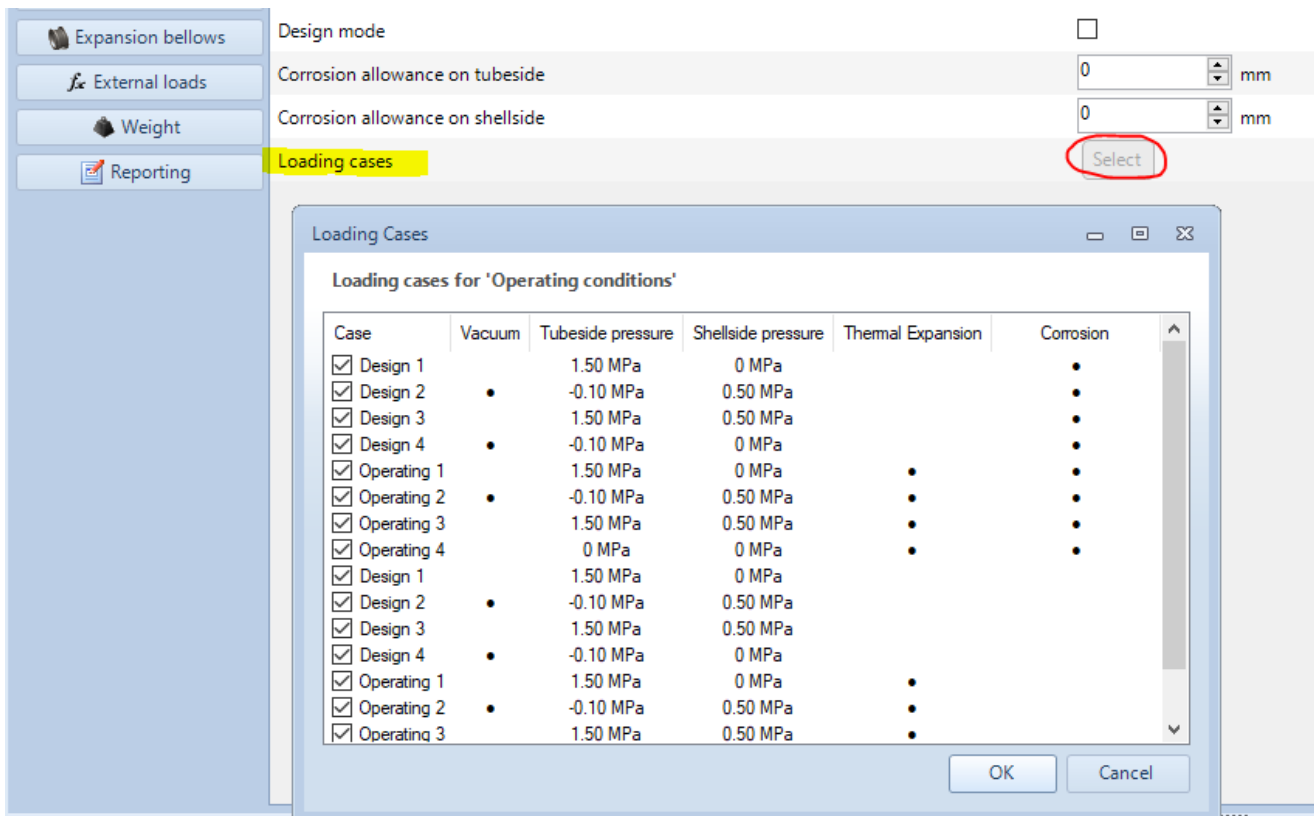 Expansion bellows
Design mode
fx External loads
Corrosion allowance on tubeside 0 mm
Weight
Corrosion allowance on shellside 0 mm
Reporting
Loading cases Select
Loading Cases
Loading cases for 'Operating conditions'
Case Vacuum Tubeside pressure Shellside pressure Thermal Expansion Corrosion
Design 1 1.50 MPa 0 MPa •
Design 2 • -0.10 MPa 0.50 MPa •
Design 3 1.50 MPa 0.50 MPa •
Design 4 • -0.10 MPa 0 MPa •
Operating 1 1.50 MPa 0 MPa • •
Operating 2 • -0.10 MPa 0.50 MPa • •
Operating 3 1.50 MPa 0.50 MPa • •
Operating 4 0 MPa 0 MPa • •
Design 1 1.50 MPa 0 MPa
Design 2 • -0.10 MPa 0.50 MPa
Design 3 1.50 MPa 0.50 MPa
Design 4 • -0.10 MPa 0 MPa
Operating 1 1.50 MPa 0 MPa •
Operating 2 • -0.10 MPa 0.50 MPa •
Operating 3 1.50 MPa 0.50 MPa •
OK Cancel